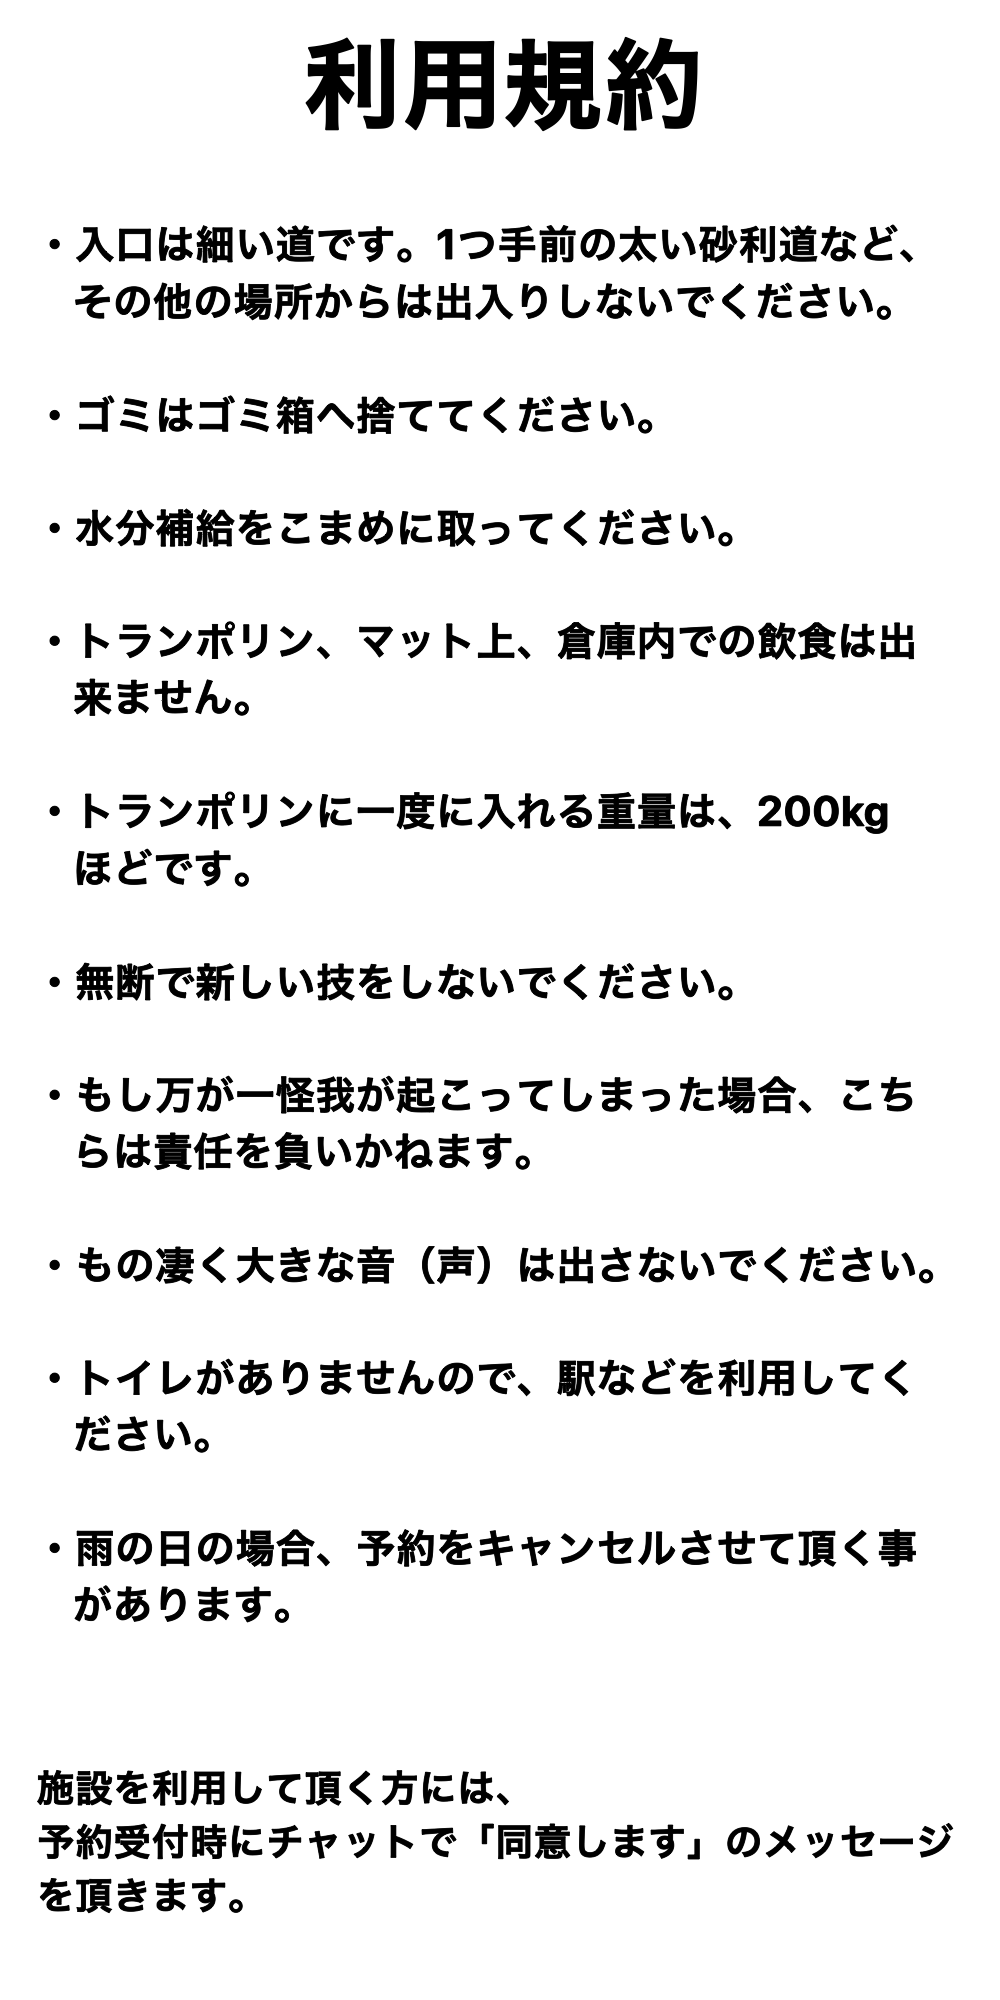 利用規約
・入口は細い道です。1つ手前の太い砂利道など、
その他の場所からは出入りしないでください。
・ゴミはゴミ箱へ捨ててください。
・水分補給をこまめに取ってください。
・トランポリン、マット上、倉庫内での飲食は出
来ません。
・トランポリンに一度に入れる重量は、200kg
ほどです。
・無断で新しい技をしないでください。
・もし万が一怪我が起こってしまった場合、こち
らは責任を負いかねます。
・もの凄く大きな音（声）は出さないでください。
・トイレがありませんので、駅などを利用してく
ださい。
・雨の日の場合、予約をキャンセルさせて頂く事
があります。
施設を利用して頂く方には、
予約受付時にチャットで「同意します」のメッセージ
を頂きます。